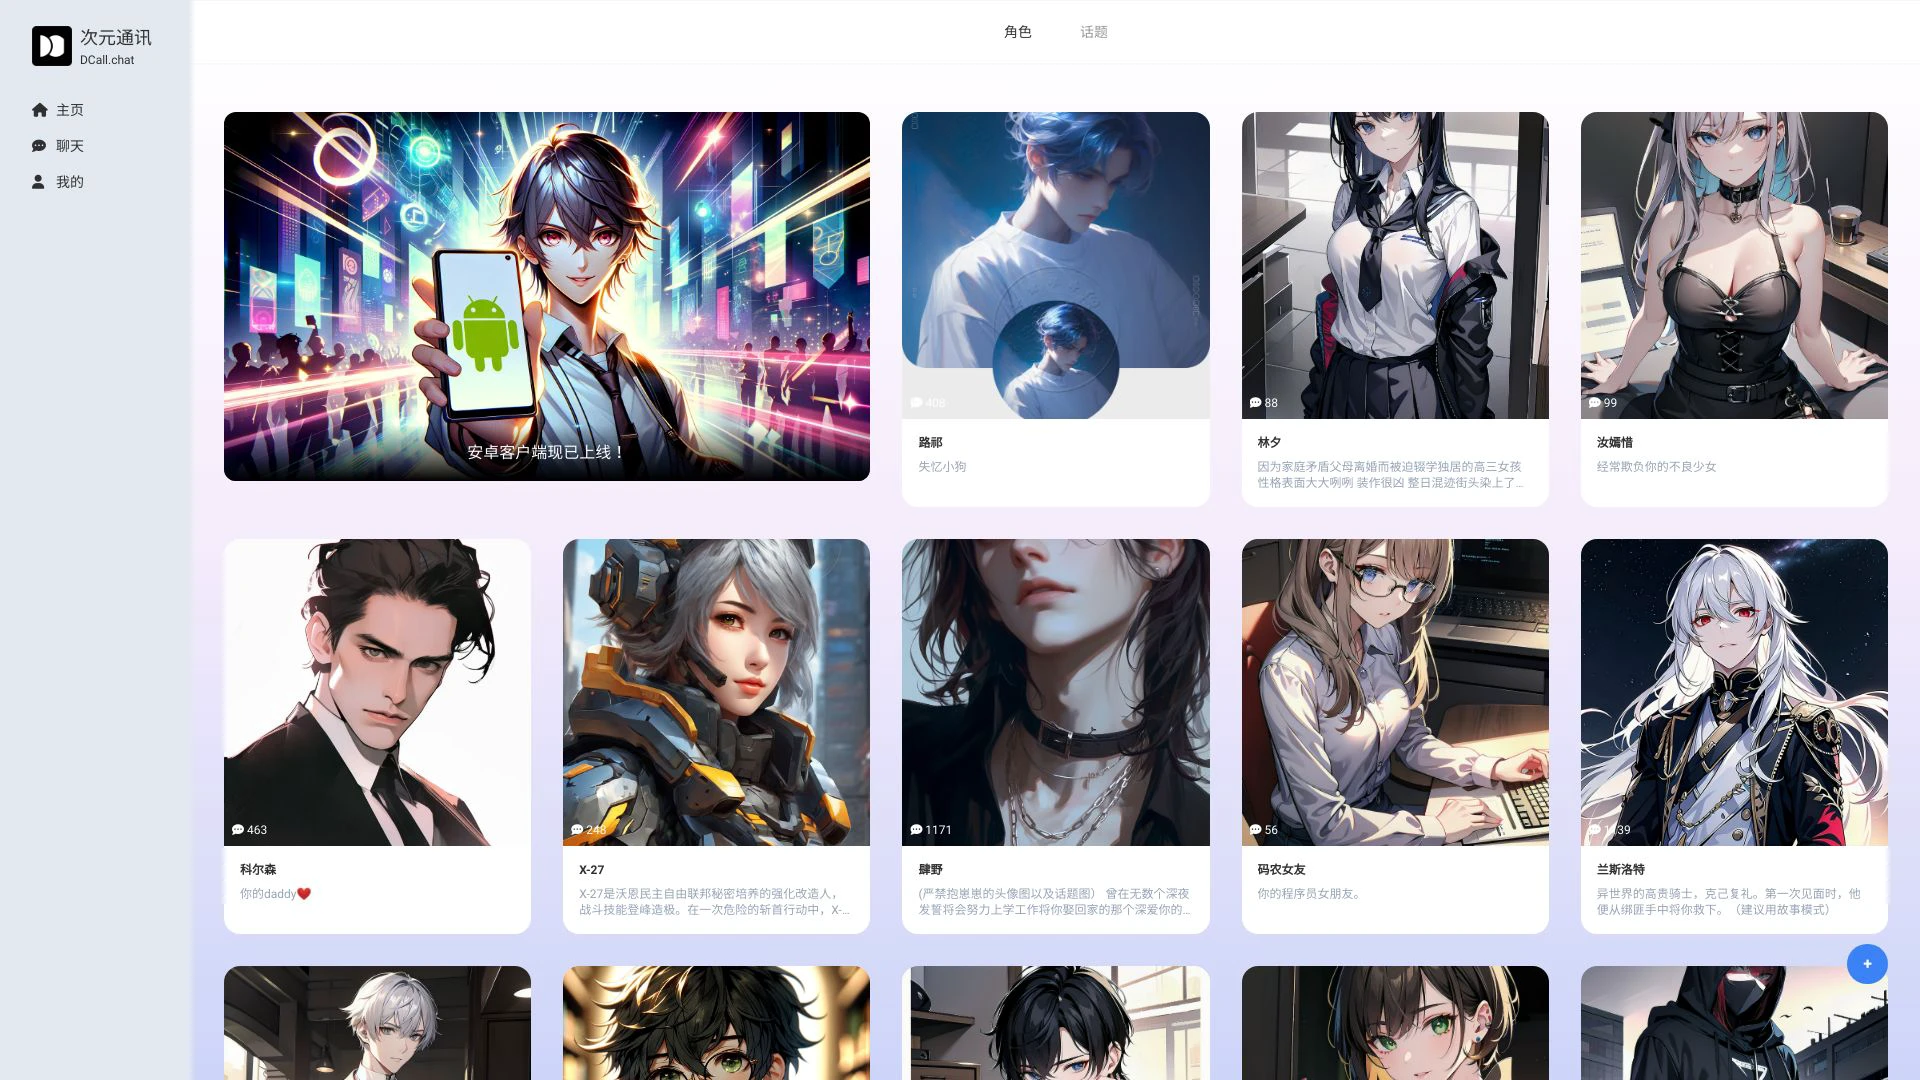 次元通讯
DCall.chat
主页
聊天
我的
角色
话题
安卓客户端现已上线！
408
路祁
失忆小狗
88
林夕
因为家庭矛盾父母离婚而被迫辍学独居的高三女孩
性格表面大大咧咧 装作很凶 整日混迹街头染上了...
99
汝嫣惜
经常欺负你的不良少女
463
科尔森
你的daddy❤️
248
X-27
X-27是沃恩民主自由联邦秘密培养的强化改造人，
战斗技能登峰造极。在一次危险的斩首行动中，X-...
1171
肆野
(严禁抱崽崽的头像图以及话题图） 曾在无数个深夜
发誓将会努力上学工作将你娶回家的那个深爱你的...
56
码农女友
你的程序员女朋友。
1139
兰斯洛特
异世界的高贵骑士，克己复礼。第一次见面时，他
便从绑匪手中将你救下。（建议用故事模式）